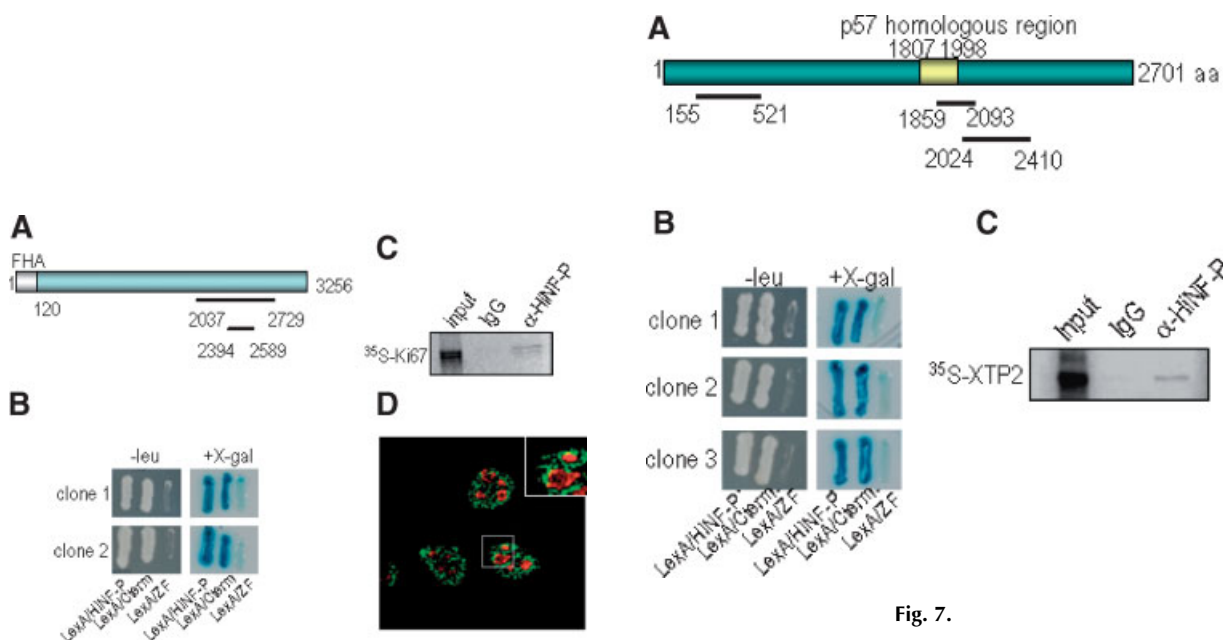 A
FHA
1
3256
120
2037 2729
2394 2589
C
Input IgG α-HINF-P
³⁵S-Ki67
B
-leu +X-gal
clone 1
clone 2
LexA/HINF-P LexA/Cterm LexA/ZF LexA/HINF-P LexA/Cterm LexA/ZF
D
A
p57 homologous region
1807 1998
1 2701 aa
155 521 1859 2093
2024 2410
B
-leu +X-gal
clone 1
clone 2
clone 3
LexA/HINF-P LexA/Cterm LexA/ZF LexA/HINF-P LexA/Cterm LexA/ZF
C
Input IgG α-HINF-P
³⁵S-XTP2
Fig. 7.